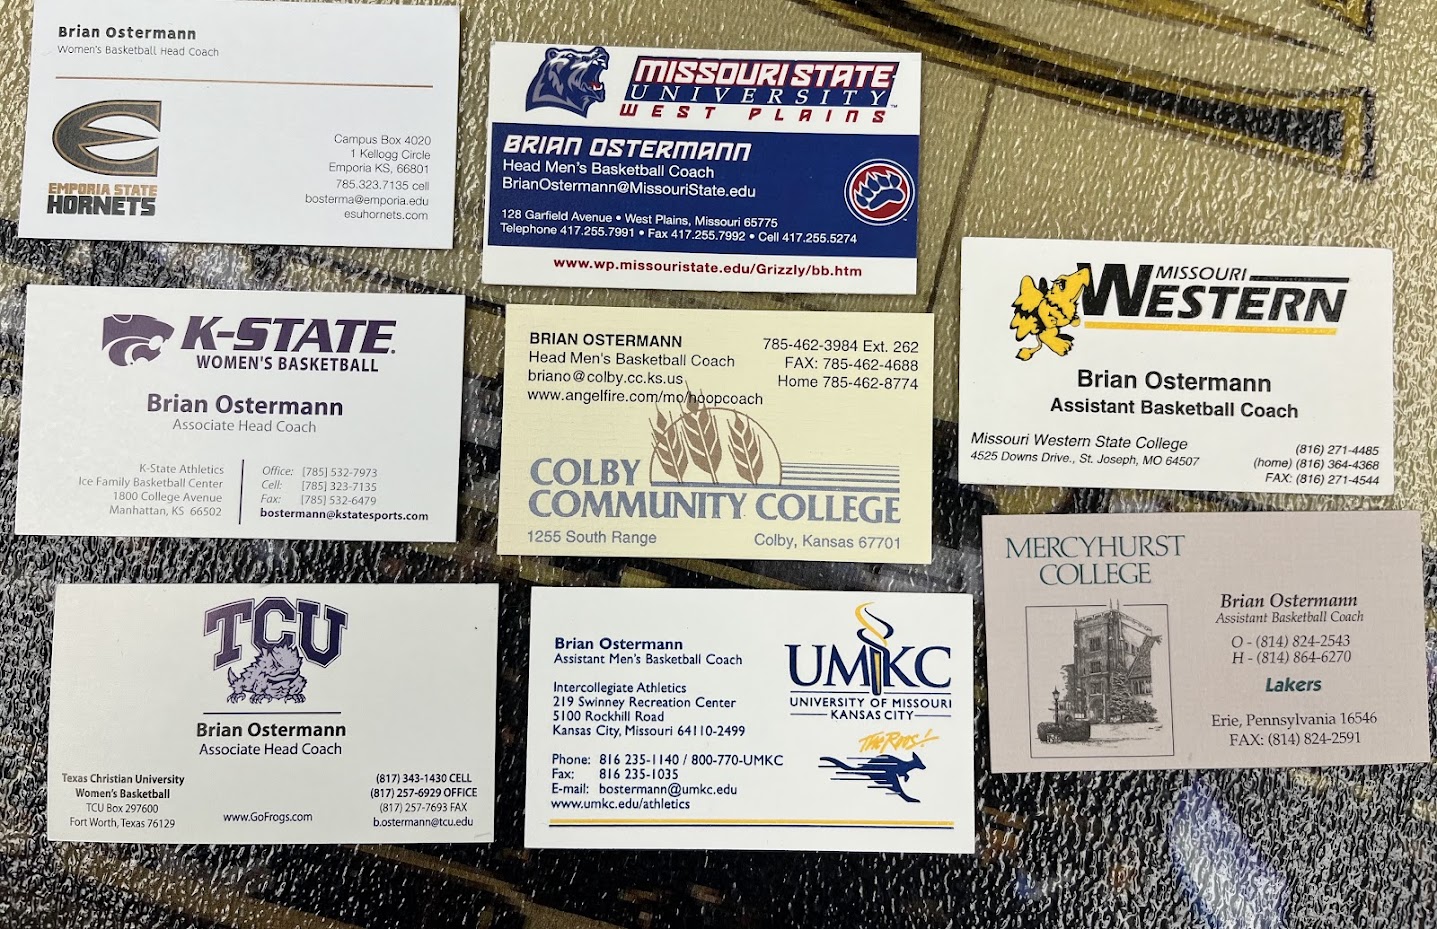 Brian Ostermann
Women's Basketball Head Coach
EMPORIA STATE
HORNETS
Campus Box 4020
1 Kellogg Circle
Emporia KS, 66801
785.323.7135 cell
bosterma@emporia.edu
esuhornets.com
MISSOURI STATE
UNIVERSITY
WEST PLAINS
BRIAN OSTERMANN
Head Men's Basketball Coach
BrianOstermann@MissouriState.edu
128 Garfield Avenue • West Plains, Missouri 65775
Telephone 417.255.7991 • Fax 417.255.7992 • Cell 417.255.5274
www.wp.missouristate.edu/Grizzly/bb.htm
K-STATE
WOMEN'S BASKETBALL
Brian Ostermann
Associate Head Coach
K-State Athletics
Ice Family Basketball Center
1800 College Avenue
Manhattan, KS 66502
Office: [785] 532-7973
Cell: [785] 323-7135
Fax: [785] 532-6479
bostermann@kstatesports.com
BRIAN OSTERMANN
Head Men's Basketball Coach
briano@colby.cc.ks.us
www.angelfire.com/mo/hoopcoach
785-462-3984 Ext. 262
FAX: 785-462-4688
Home 785-462-8774
COLBY
COMMUNITY COLLEGE
1255 South Range Colby, Kansas 67701
MISSOURI
WESTERN
Brian Ostermann
Assistant Basketball Coach
Missouri Western State College
4525 Downs Drive., St. Joseph, MO 64507
(816) 271-4485
(home) (816) 364-4368
FAX: (816) 271-4544
TCU
Brian Ostermann
Associate Head Coach
Texas Christian University
Women's Basketball
TCU Box 297600
Fort Worth, Texas 76129
www.GoFrogs.com
(817) 343-1430 CELL
(817) 257-6929 OFFICE
(817) 257-7693 FAX
b.ostermann@tcu.edu
Brian Ostermann
Assistant Men's Basketball Coach
Intercollegiate Athletics
219 Swinney Recreation Center
5100 Rockhill Road
Kansas City, Missouri 64110-2499
Phone: 816 235-1140 / 800-770-UMKC
Fax: 816 235-1035
E-mail: bostermann@umkc.edu
www.umkc.edu/athletics
UMKC
UNIVERSITY OF MISSOURI
KANSAS CITY
The Roos!
MERCYHURST
COLLEGE
Brian Ostermann
Assistant Basketball Coach
O - (814) 824-2543
H - (814) 864-6270
Lakers
Erie, Pennsylvania 16546
FAX: (814) 824-2591